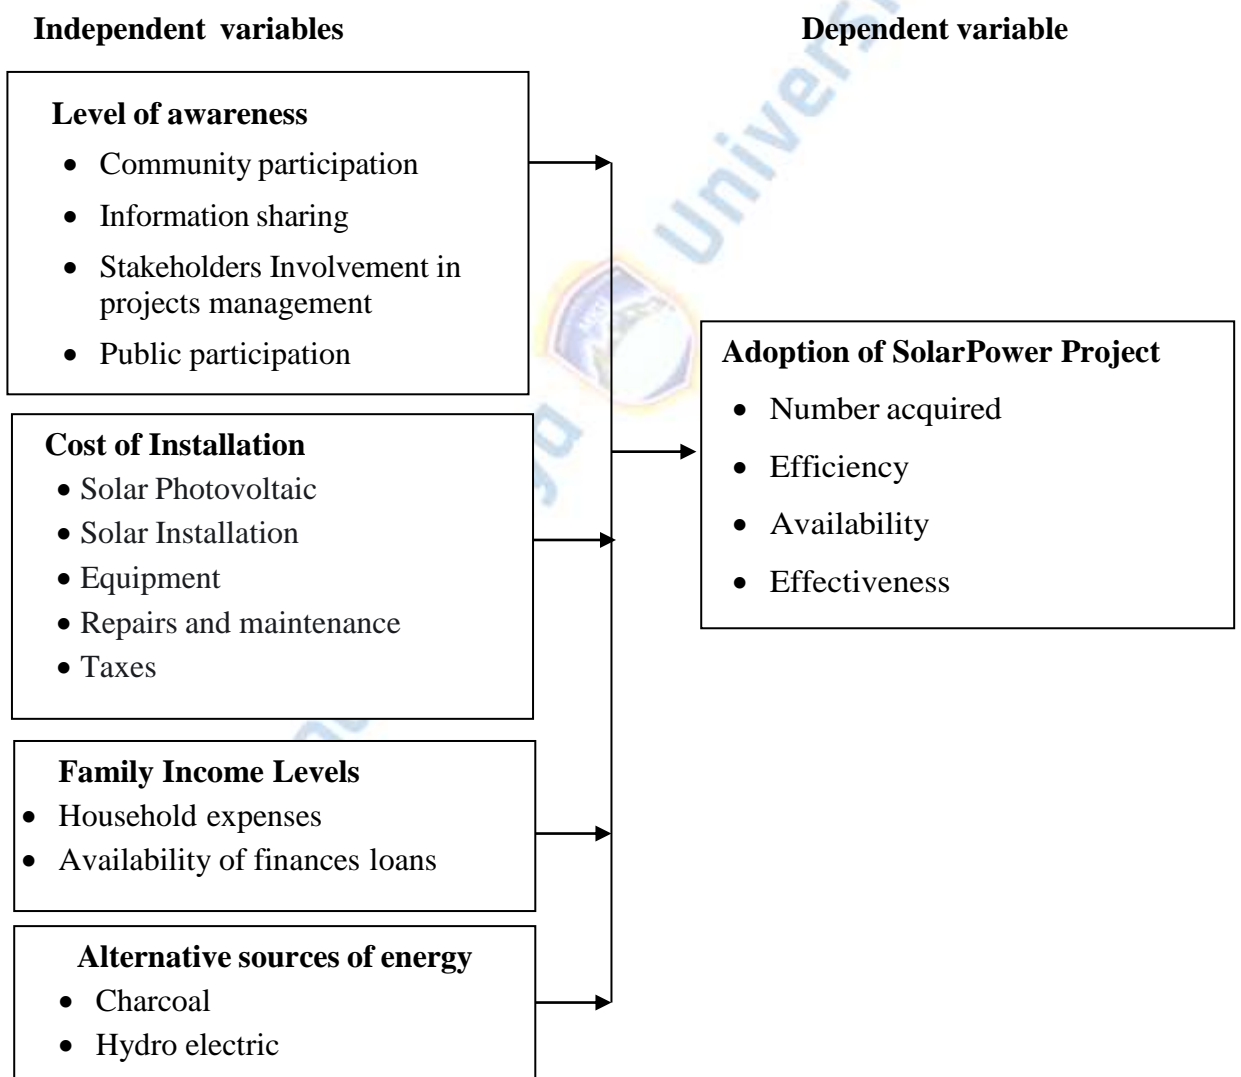 Independent variables
Dependent variable
Level of awareness
• Community participation
• Information sharing
• Stakeholders Involvement in
projects management
• Public participation
Cost of Installation
• Solar Photovoltaic
• Solar Installation
• Equipment
• Repairs and maintenance
• Taxes
Family Income Levels
• Household expenses
• Availability of finances loans
Alternative sources of energy
• Charcoal
• Hydro electric
Adoption of SolarPower Project
• Number acquired
• Efficiency
• Availability
• Effectiveness